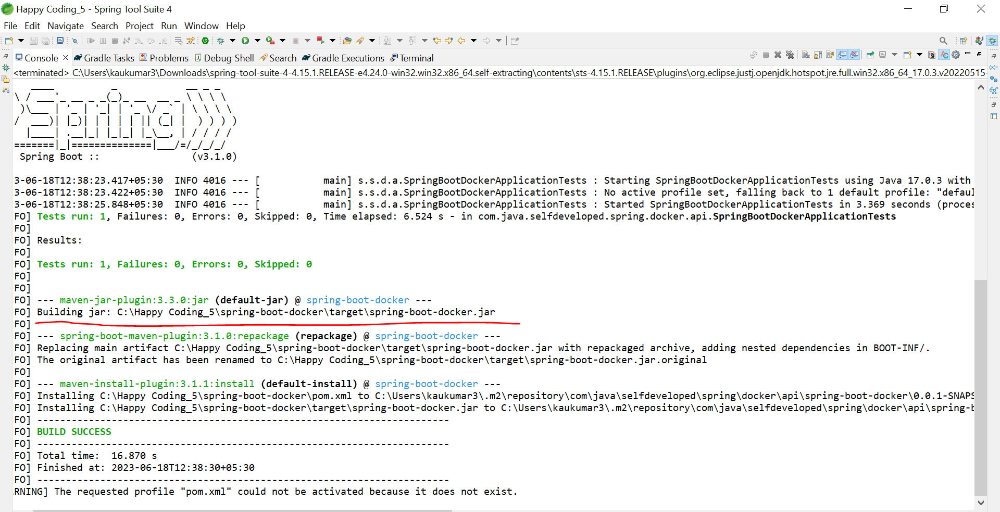 Happy Coding_5 - Spring Tool Suite 4
File Edit Navigate Search Project Run Window Help
Console Gradle Tasks Problems Debug Shell Search Gradle Executions Terminal
<terminated> C:\Users\kaukumar3\Downloads\spring-tool-suite-4-4.15.1.RELEASE-e4.24.0-win32.win32.x86_64.self-extracting\contents\sts-4.15.1.RELEASE\plugins\org.eclipse.justj.openjdk.hotspot.jre.full.win32.x86_64_17.0.3.v20220515-
Spring
Spring Boot :: (v3.1.0)
3-06-18T12:38:23.417+05:30 INFO 4016 --- [ main] s.s.d.a.SpringBootDockerApplicationTests : Starting SpringBootDockerApplicationTests using Java 17.0.3 with
3-06-18T12:38:23.422+05:30 INFO 4016 --- [ main] s.s.d.a.SpringBootDockerApplicationTests : No active profile set, falling back to 1 default profile: "defaul
3-06-18T12:38:25.848+05:30 INFO 4016 --- [ main] s.s.d.a.SpringBootDockerApplicationTests : Started SpringBootDockerApplicationTests in 3.369 seconds (proces
FO] Tests run: 1, Failures: 0, Errors: 0, Skipped: 0, Time elapsed: 6.524 s - in com.java.selfdeveloped.spring.docker.api.SpringBootDockerApplicationTests
FO]
FO] Results:
FO]
FO] Tests run: 1, Failures: 0, Errors: 0, Skipped: 0
FO]
FO]
FO] --- maven-jar-plugin:3.3.0:jar (default-jar) @ spring-boot-docker ---
FO] Building jar: C:\Happy Coding_5\spring-boot-docker\target\spring-boot-docker.jar
FO]
FO] --- spring-boot-maven-plugin:3.1.0:repackage (repackage) @ spring-boot-docker ---
FO] Replacing main artifact C:\Happy Coding_5\spring-boot-docker\target\spring-boot-docker.jar with repackaged archive, adding nested dependencies in BOOT-INF/.
FO] The original artifact has been renamed to C:\Happy Coding_5\spring-boot-docker\target\spring-boot-docker.jar.original
FO]
FO] --- maven-install-plugin:3.1.1:install (default-install) @ spring-boot-docker ---
FO] Installing C:\Happy Coding_5\spring-boot-docker\pom.xml to C:\Users\kaukumar3\.m2\repository\com\java\selfdeveloped\spring\docker\api\spring-boot-docker\0.0.1-SNAPS
FO] Installing C:\Happy Coding_5\spring-boot-docker\target\spring-boot-docker.jar to C:\Users\kaukumar3\.m2\repository\com\java\selfdeveloped\spring\docker\api\spring-b
FO] ------------------------------------------------------------------------
FO] BUILD SUCCESS
FO] ------------------------------------------------------------------------
FO] Total time: 16.870 s
FO] Finished at: 2023-06-18T12:38:30+05:30
FO] ------------------------------------------------------------------------
RNING] The requested profile "pom.xml" could not be activated because it does not exist.